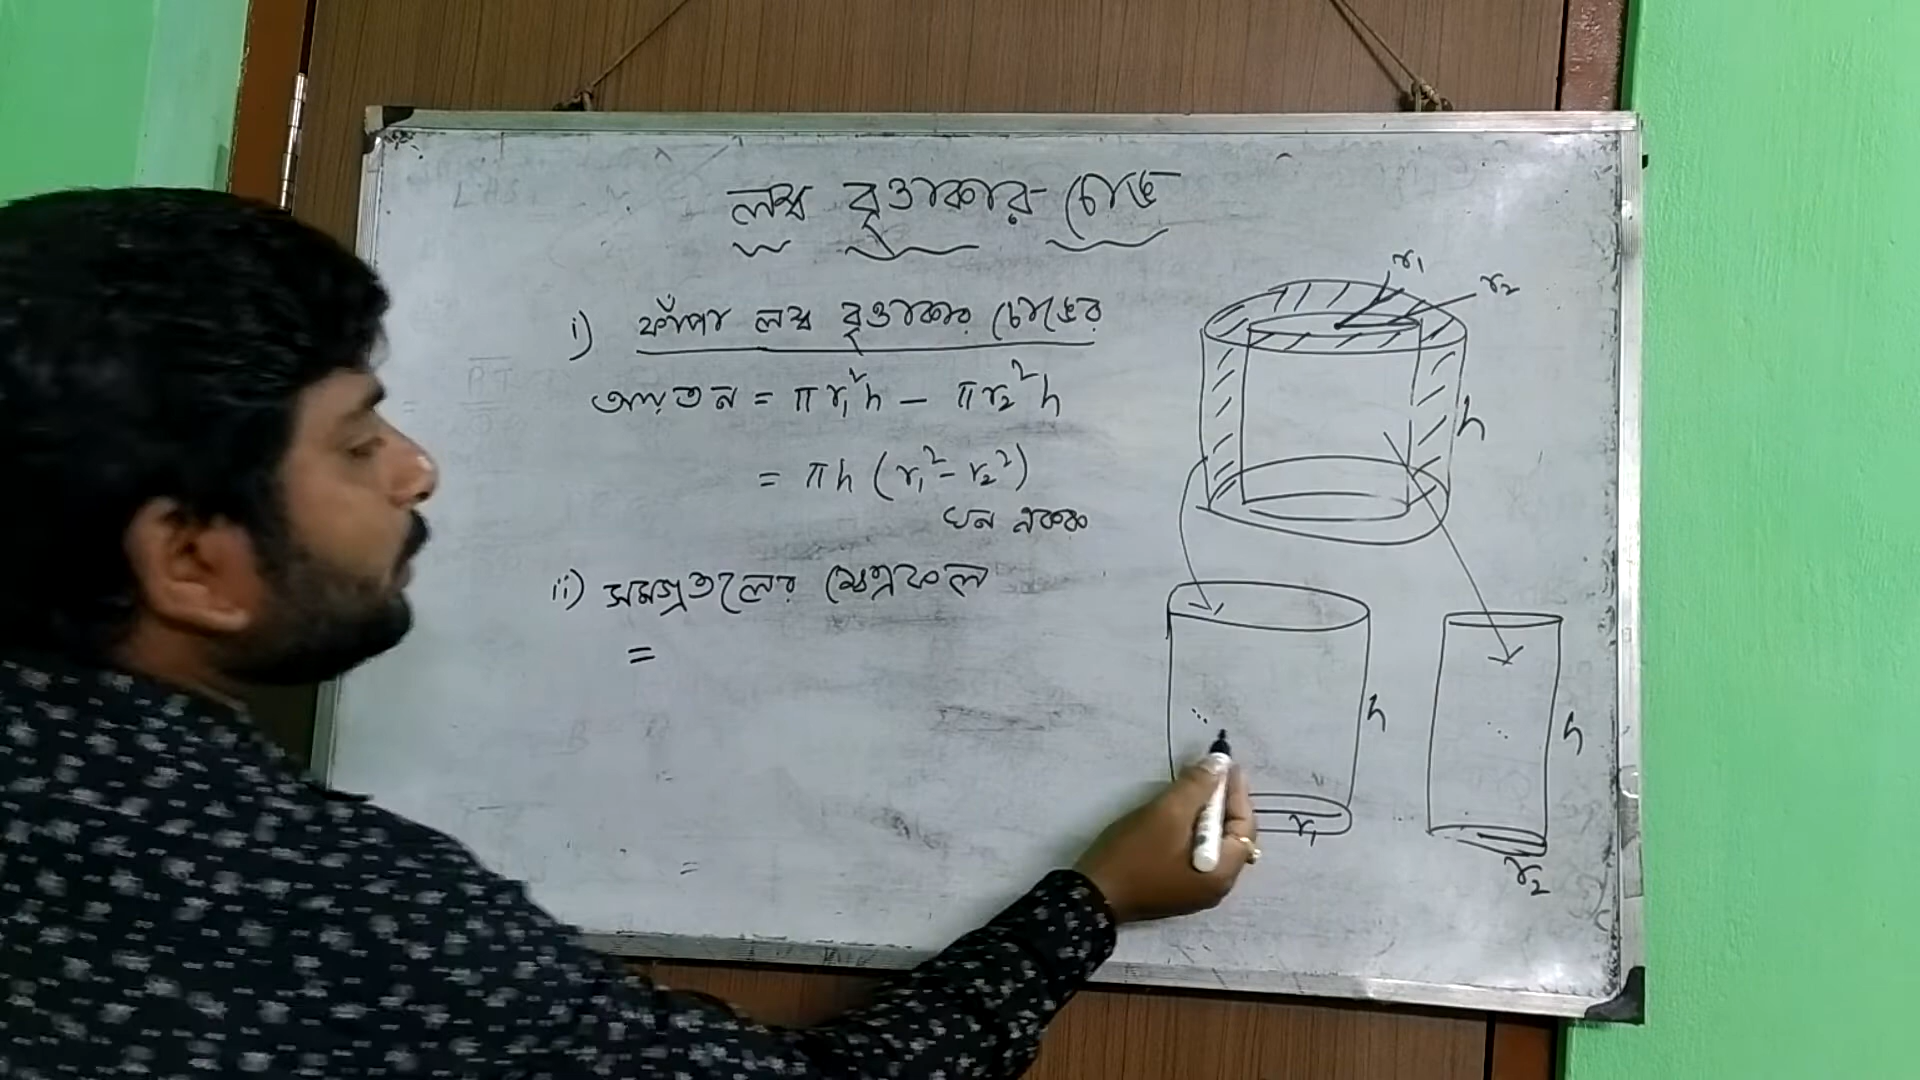 লম্ব বৃত্তাকার চোঙ
i) ফাঁপা লম্ব বৃত্তাকার চোঙের
আয়তন = πr₁²h − πr₂²h
= πh (r₁² − r₂²)
ঘন একক
ii) সমগ্রতলের ক্ষেত্রফল
=
r₁
r₂
h
h
r₁
h
r₂